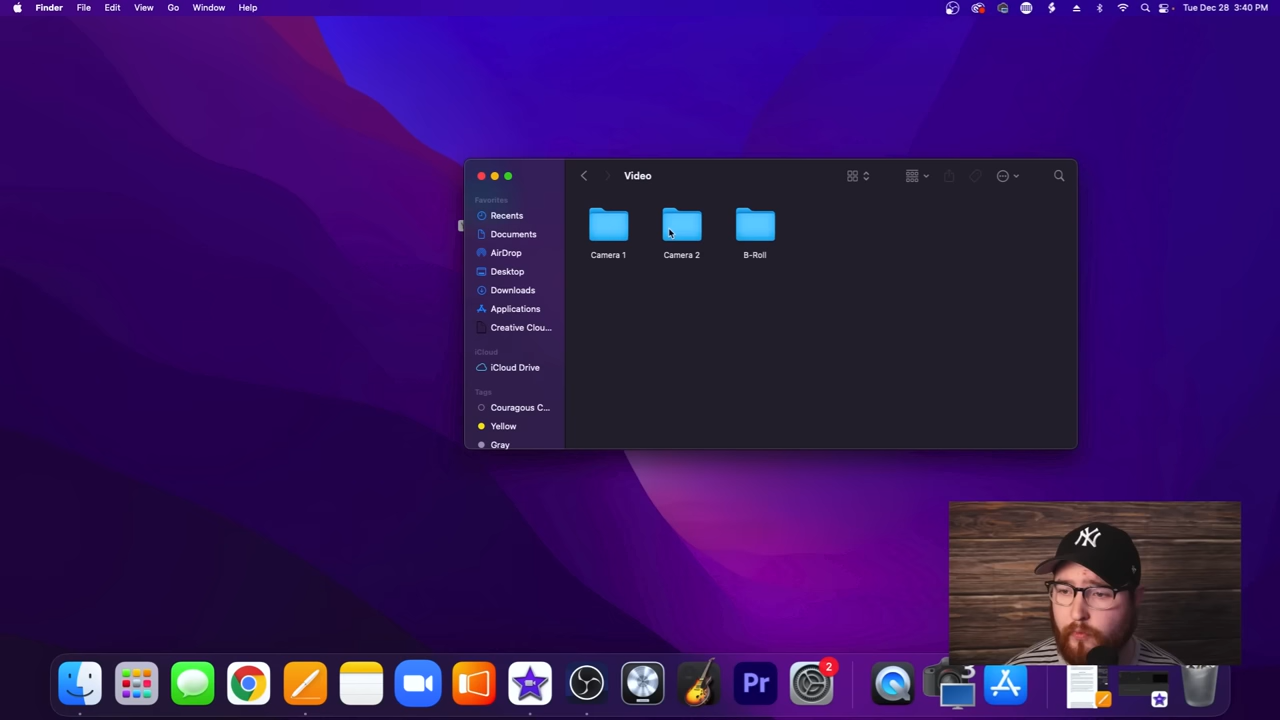 Finder File Edit View Go Window Help
Tue Dec 28 3:40 PM
Video
Favorites
Recents
Documents
AirDrop
Desktop
Downloads
Applications
Creative Clou...
iCloud
iCloud Drive
Tags
Couragous C...
Yellow
Gray
Camera 1
Camera 2
B-Roll
NY
Pr
2